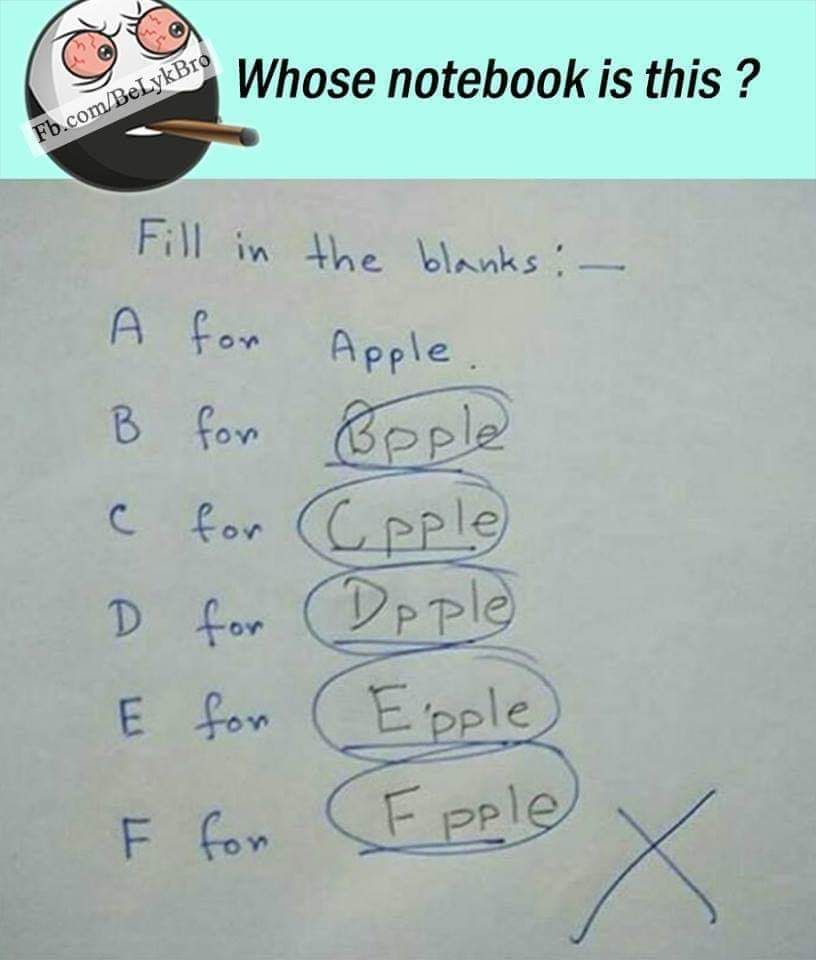 Whose notebook is this ?
Fb.com/BeLykBro
Fill in the blanks :—
A for Apple.
B for Bpple
C for Cpple
D for Dpple
E for Epple
F for Fpple